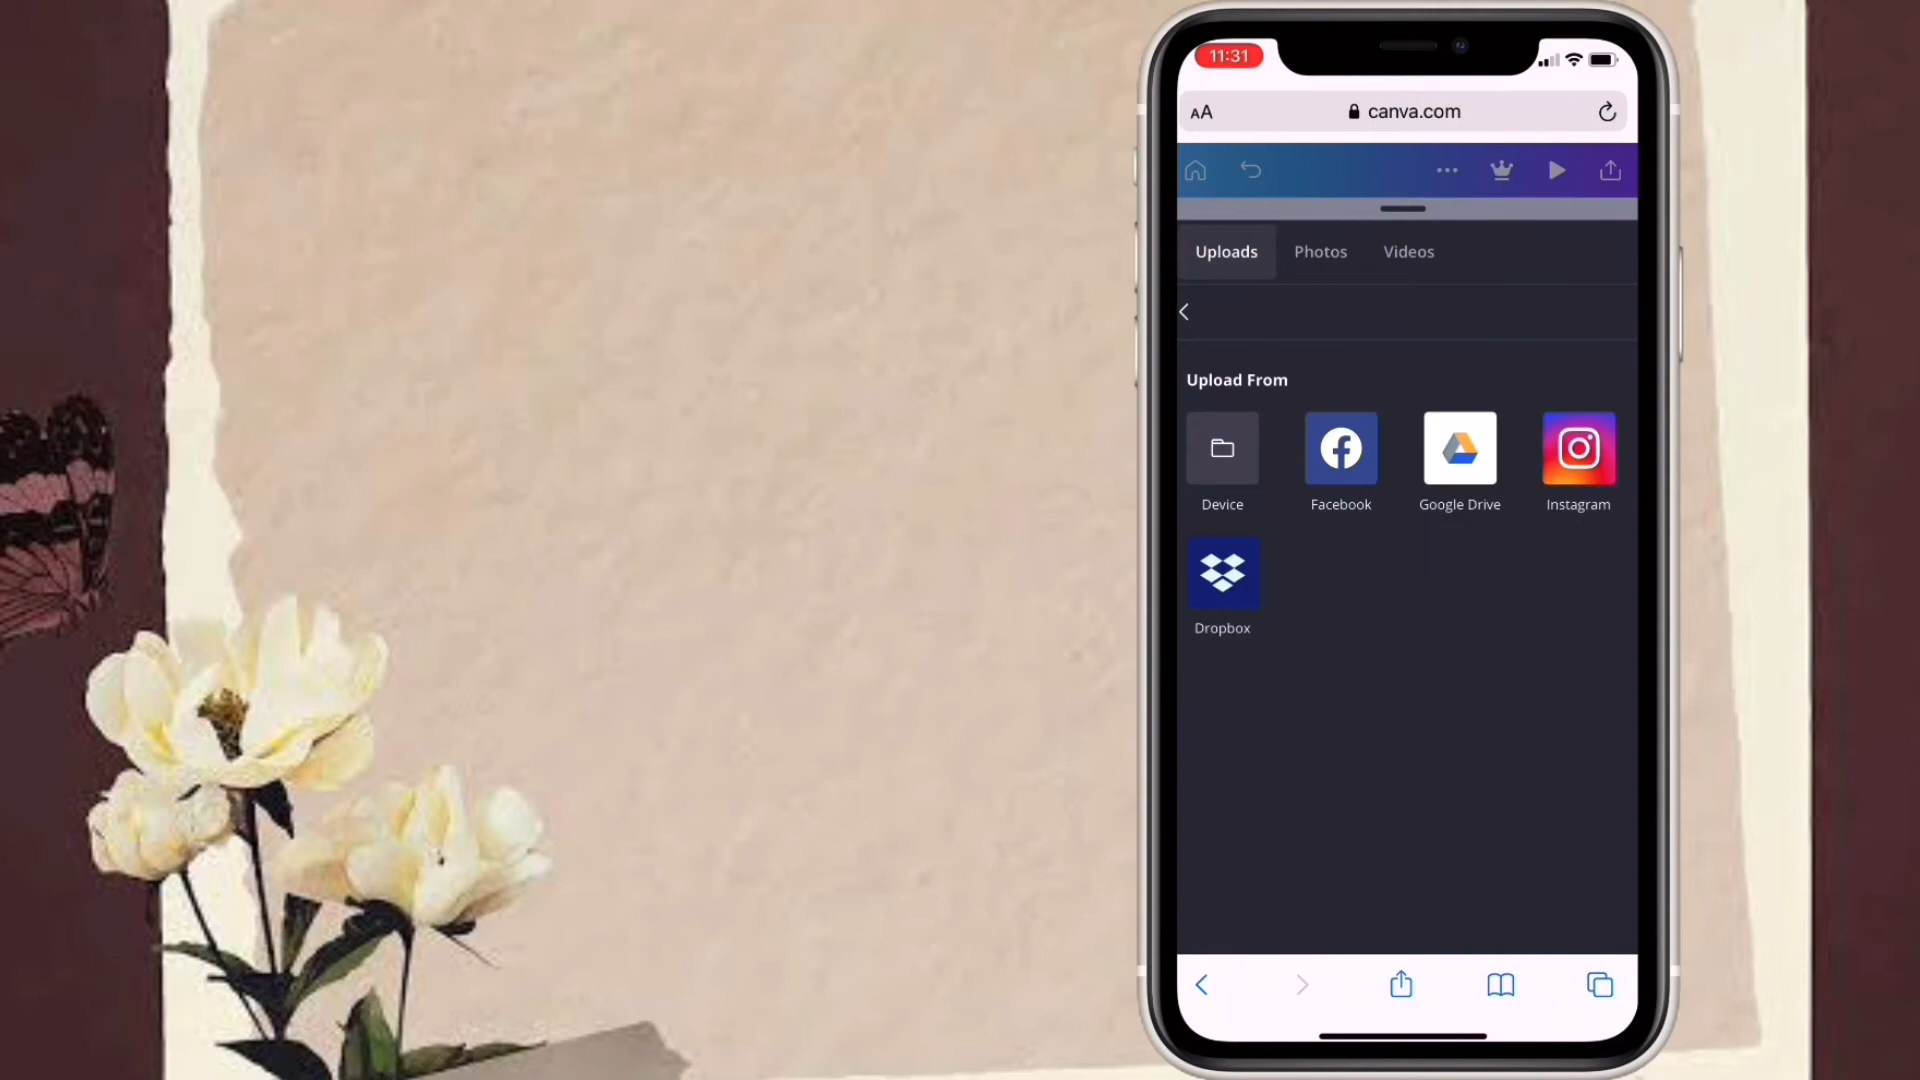 11:31
AA
canva.com
Uploads
Photos
Videos
Upload From
Device
Facebook
Google Drive
Instagram
Dropbox